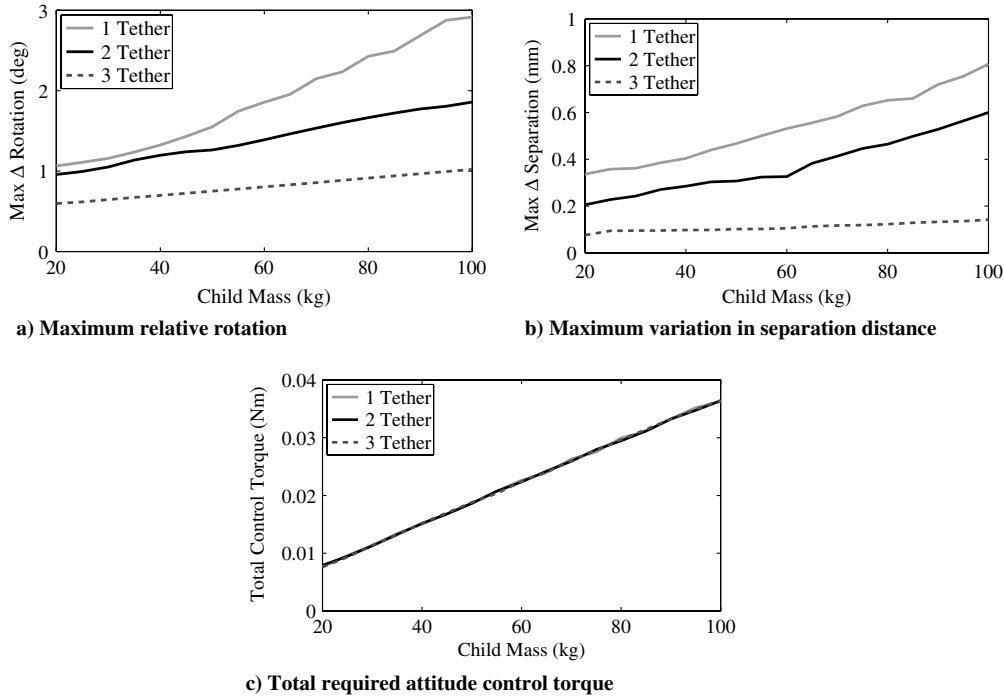 3
2
1
0
Max Δ Rotation (deg)
1 Tether
2 Tether
3 Tether
20 40 60 80 100
Child Mass (kg)
a) Maximum relative rotation
1
0.8
0.6
0.4
0.2
0
Max Δ Separation (mm)
1 Tether
2 Tether
3 Tether
20 40 60 80 100
Child Mass (kg)
b) Maximum variation in separation distance
0.04
0.03
0.02
0.01
0
Total Control Torque (Nm)
1 Tether
2 Tether
3 Tether
20 40 60 80 100
Child Mass (kg)
c) Total required attitude control torque